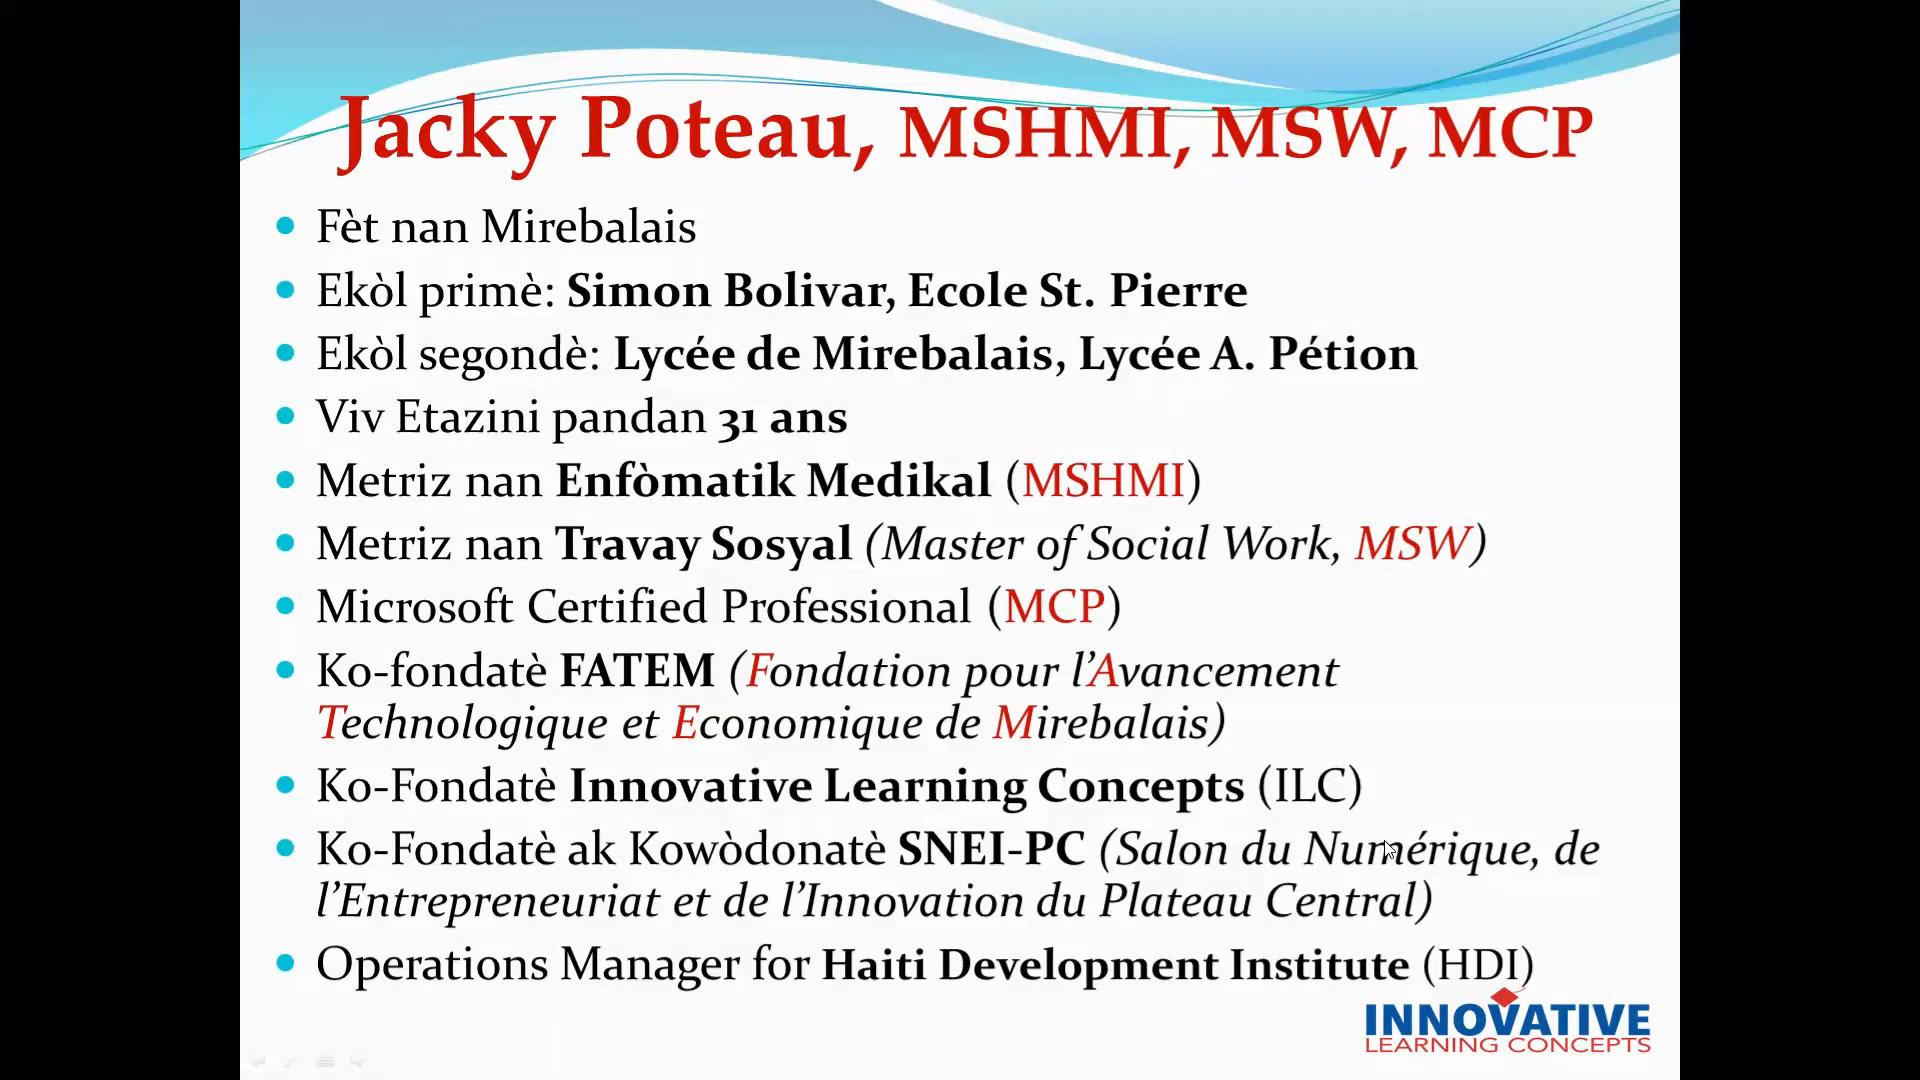 Jacky Poteau, MSHMI, MSW, MCP
Fèt nan Mirebalais
Ekòl primè: Simon Bolivar, Ecole St. Pierre
Ekòl segondè: Lycée de Mirebalais, Lycée A. Pétion
Viv Etazini pandan 31 ans
Metriz nan Enfòmatik Medikal (MSHMI)
Metriz nan Travay Sosyal (Master of Social Work, MSW)
Microsoft Certified Professional (MCP)
Ko-fondatè FATEM (Fondation pour l’Avancement
Technologique et Economique de Mirebalais)
Ko-Fondatè Innovative Learning Concepts (ILC)
Ko-Fondatè ak Kowòdonatè SNEI-PC (Salon du Numérique, de
l’Entrepreneuriat et de l’Innovation du Plateau Central)
Operations Manager for Haiti Development Institute (HDI)
INNOVATIVE
LEARNING CONCEPTS